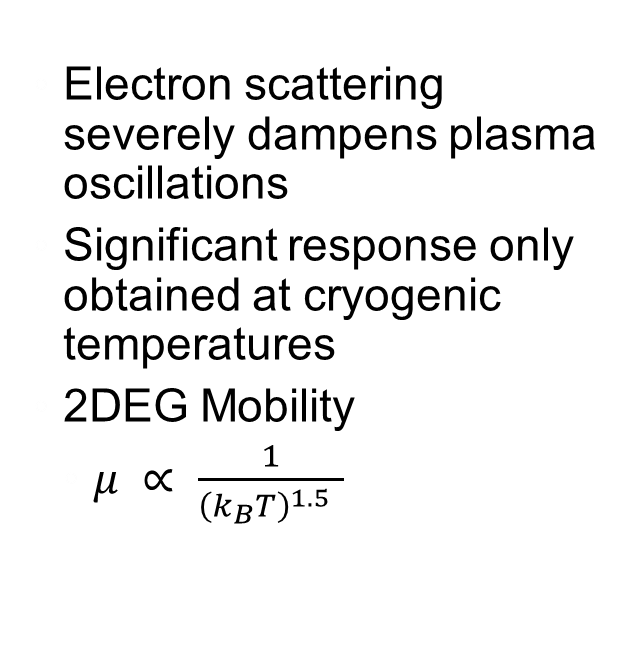 Electron scattering
severely dampens plasma
oscillations
Significant response only
obtained at cryogenic
temperatures
2DEG Mobility
μ ∝ 1/(k_BT)^1.5